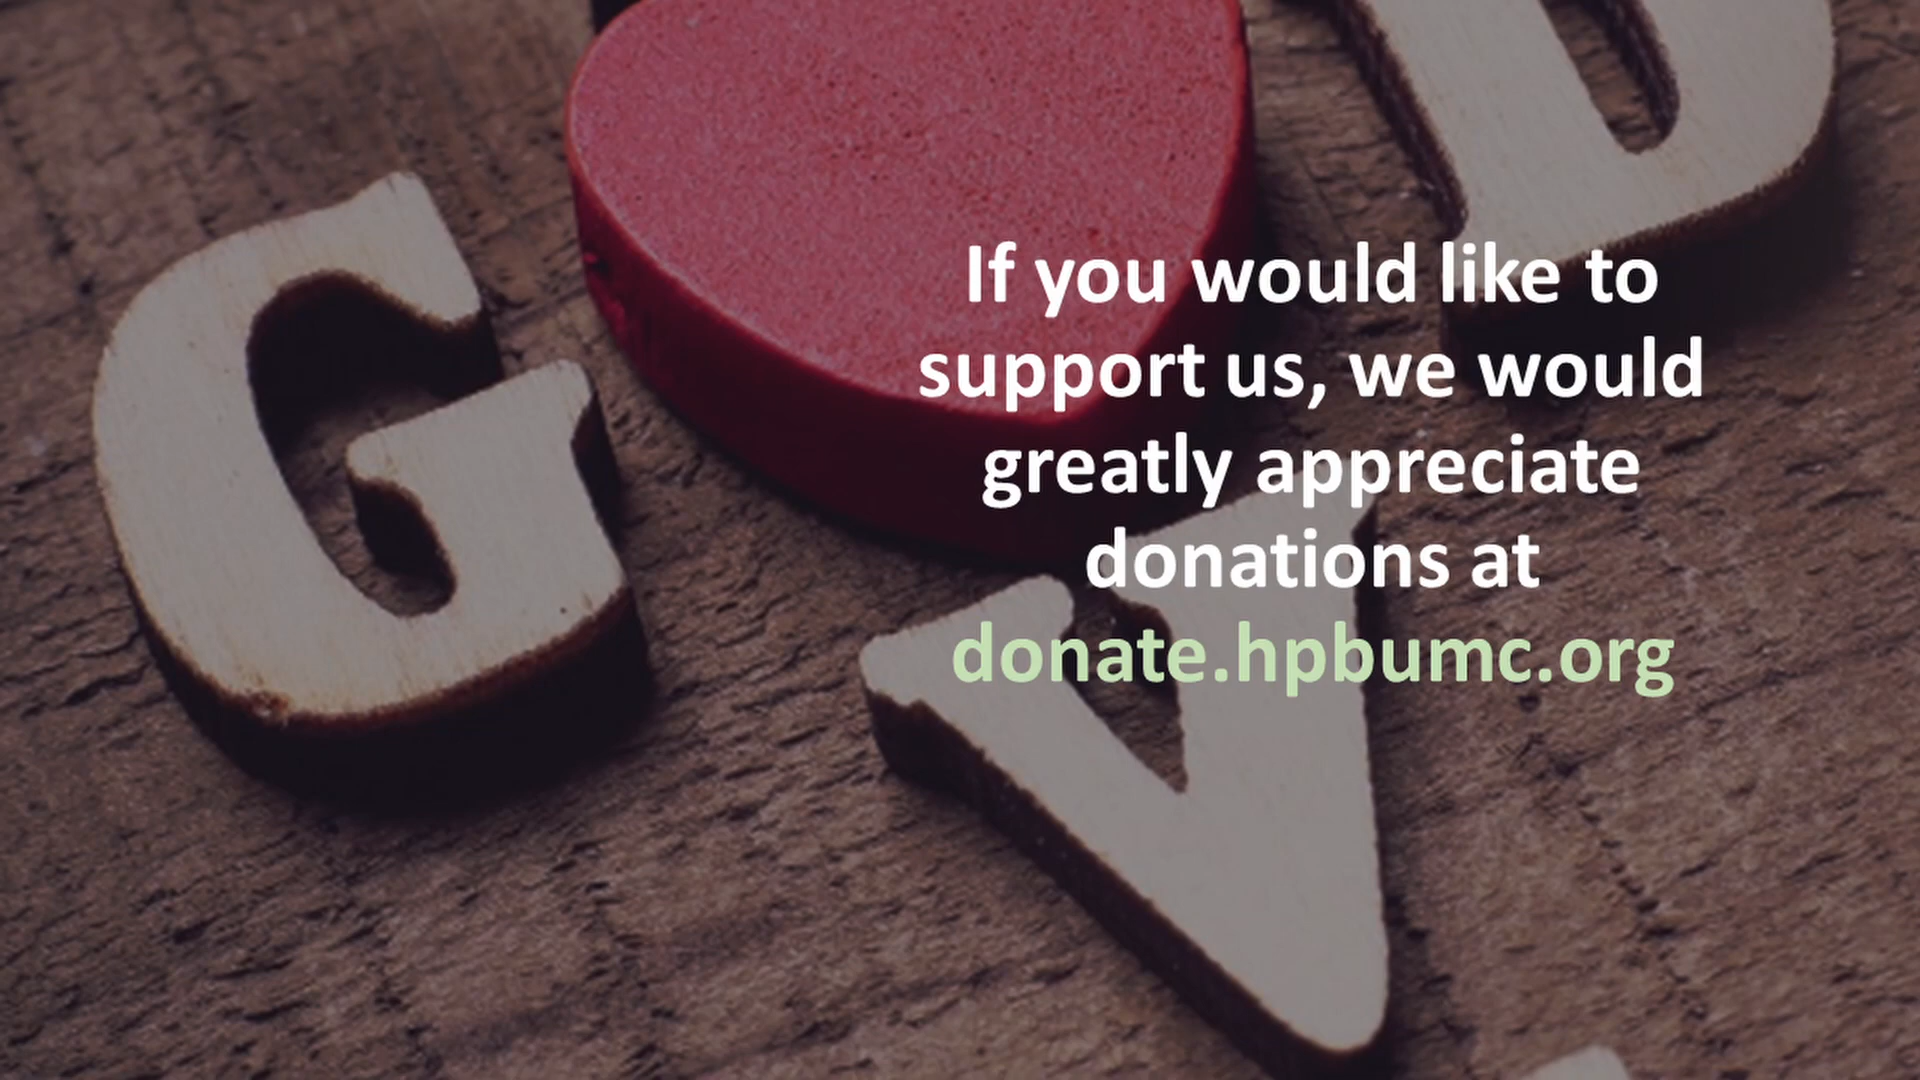 If you would like to
support us, we would
greatly appreciate
donations at
donate.hpbumc.org
G D
V